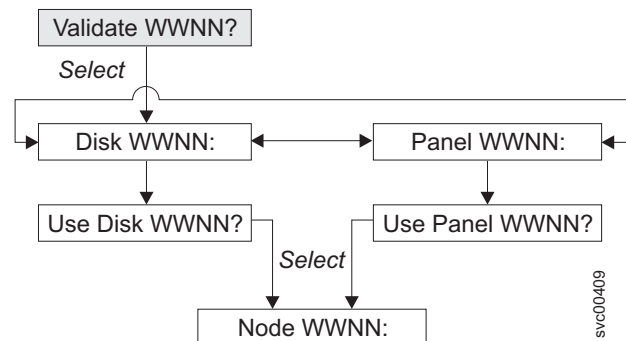 Validate WWNN?
Select
Disk WWNN:
Panel WWNN:
Use Disk WWNN?
Use Panel WWNN?
Select
Node WWNN:
svc00409